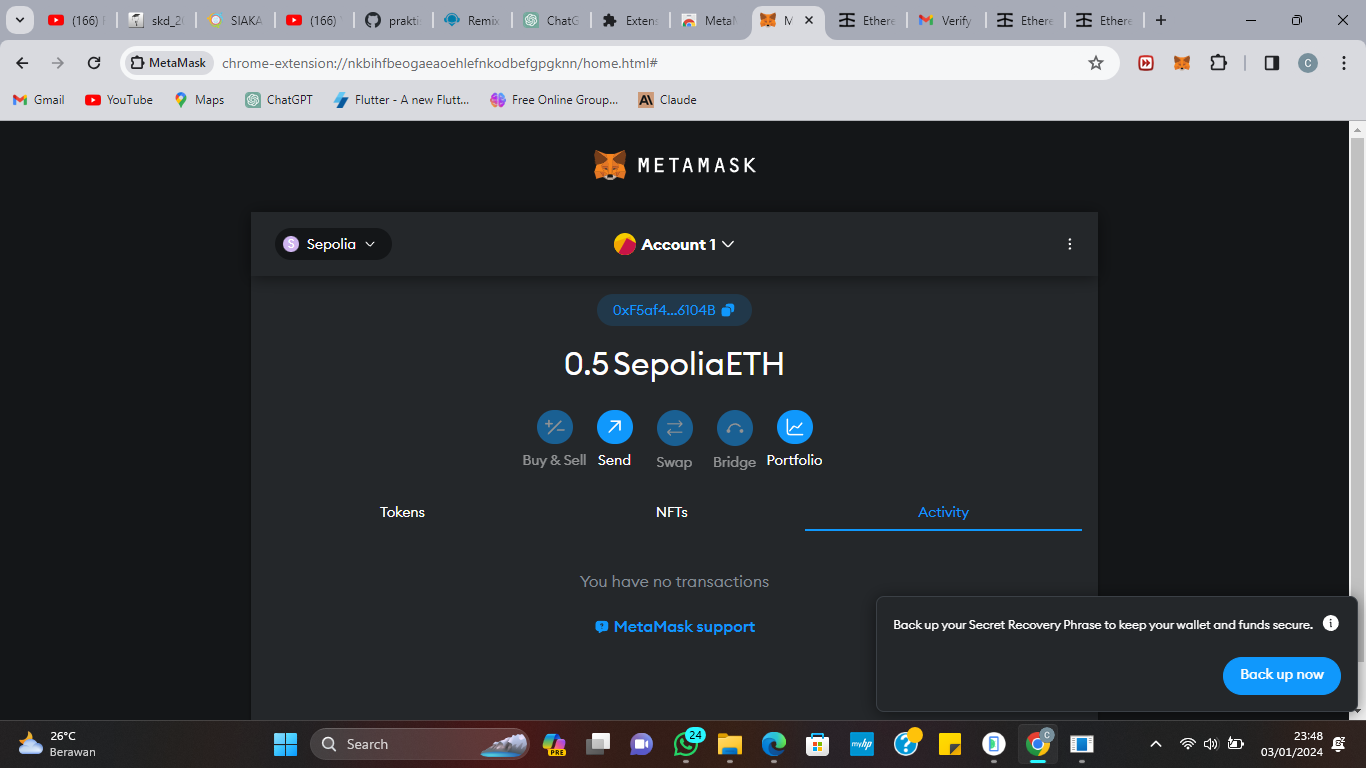 (166)
skd_20
SIAKA
(166)
prakti
Remix
ChatG
Extens
MetaM
M
Ethere
Verify
Ethere
Ethere
MetaMask
chrome-extension://nkbihfbeogaeaoehlefnkodbefgpgknn/home.html#
C
Gmail
YouTube
Maps
ChatGPT
Flutter - A new Flutt...
Free Online Group...
Claude
METAMASK
S Sepolia
Account 1
0xF5af4...6104B
0.5 SepoliaETH
Buy & Sell
Send
Swap
Bridge
Portfolio
Tokens
NFTs
Activity
You have no transactions
MetaMask support
Back up your Secret Recovery Phrase to keep your wallet and funds secure.
Back up now
26°C
Berawan
Search
PRE
24
myhp
C
23:48
03/01/2024